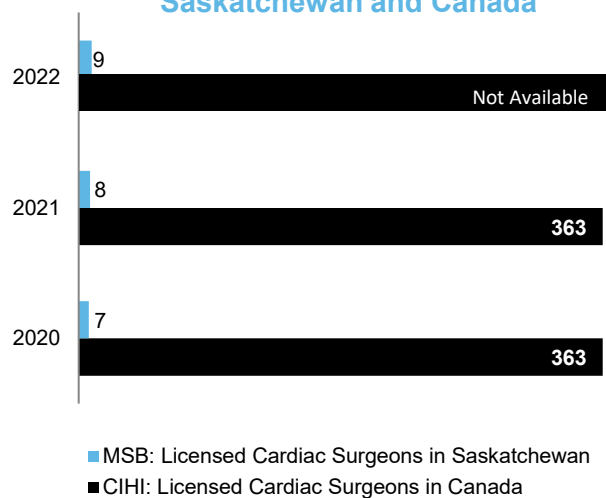 Saskatchewan and Canada
9
2022
Not Available
8
2021
363
7
2020
363
MSB: Licensed Cardiac Surgeons in Saskatchewan
CIHI: Licensed Cardiac Surgeons in Canada